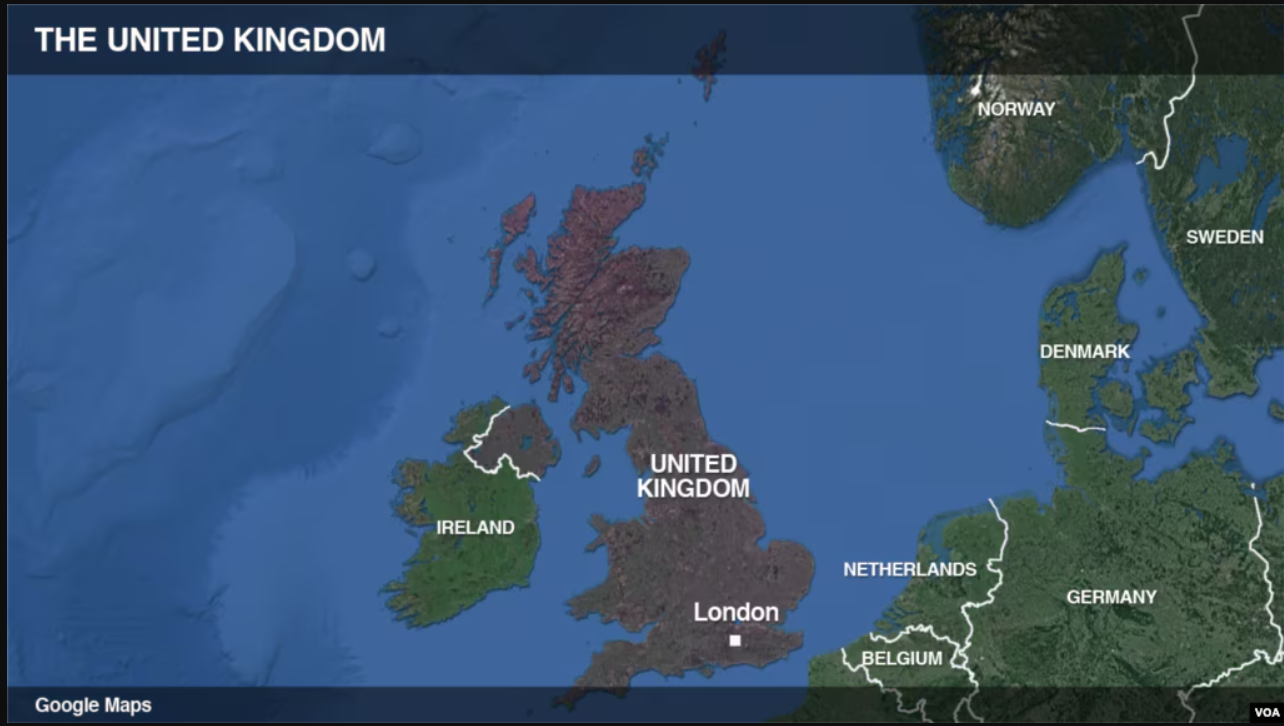 THE UNITED KINGDOM
NORWAY
SWEDEN
DENMARK
UNITED
KINGDOM
IRELAND
NETHERLANDS
GERMANY
London
BELGIUM
Google Maps
VOA